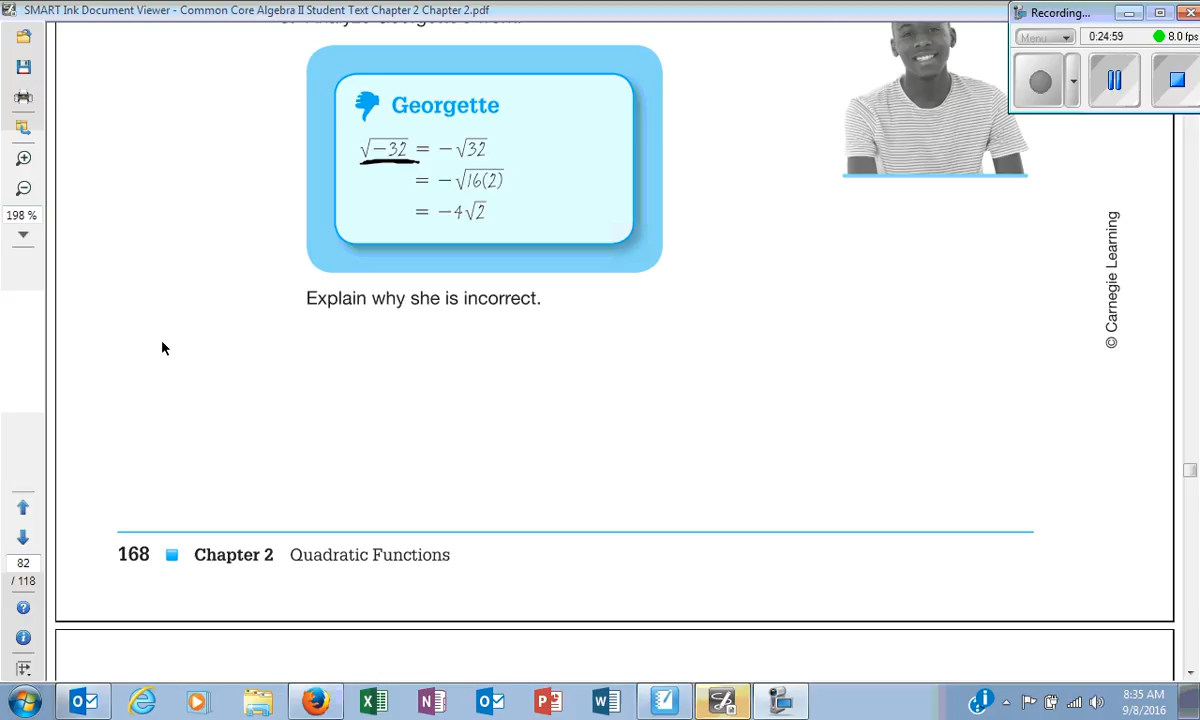 SMART Ink Document Viewer - Common Core Algebra II Student Text Chapter 2 Chapter 2.pdf
Recording...
Menu
0:24:59
8.0 fps
Georgette
√-32 = -√32
= -√16(2)
= -4√2
Explain why she is incorrect.
© Carnegie Learning
198 %
168 Chapter 2 Quadratic Functions
82
/ 118
8:35 AM
9/8/2016